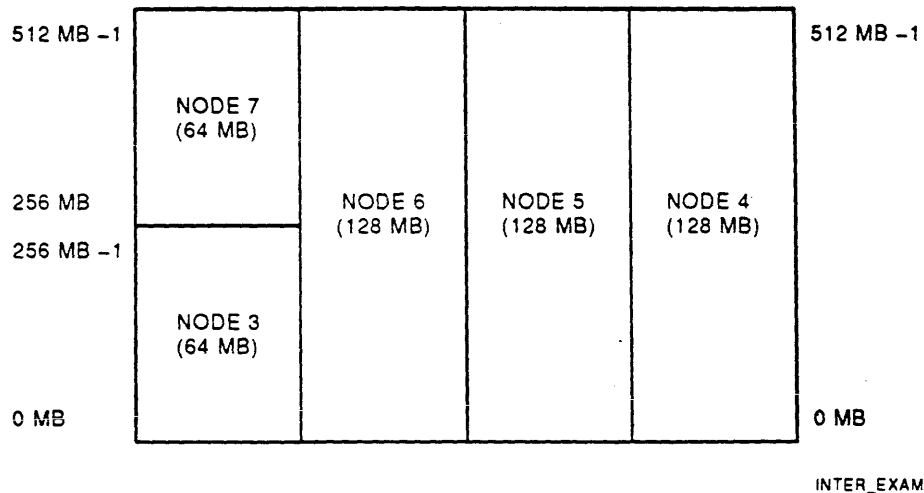 512 MB –1
512 MB –1
NODE 7
(64 MB)
256 MB
NODE 6
(128 MB)
NODE 5
(128 MB)
NODE 4
(128 MB)
256 MB –1
NODE 3
(64 MB)
0 MB
0 MB
INTER_EXAM